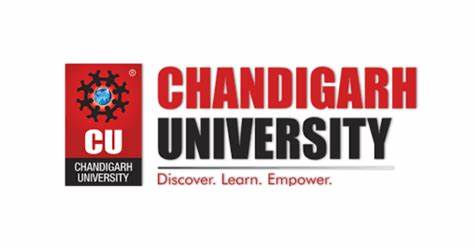 ®
CU
CHANDIGARH
UNIVERSITY
CHANDIGARH
UNIVERSITY
Discover. Learn. Empower.